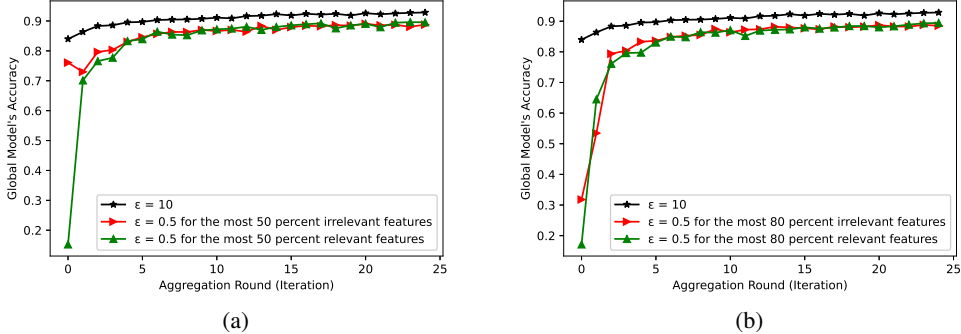 Global Model's Accuracy
0.9
0.8
0.7
0.6
0.5
0.4
0.3
0.2
ε = 10
ε = 0.5 for the most 50 percent irrelevant features
ε = 0.5 for the most 50 percent relevant features
0 5 10 15 20 25
Aggregation Round (Iteration)
(a)
Global Model's Accuracy
0.9
0.8
0.7
0.6
0.5
0.4
0.3
0.2
ε = 10
ε = 0.5 for the most 80 percent irrelevant features
ε = 0.5 for the most 80 percent relevant features
0 5 10 15 20 25
Aggregation Round (Iteration)
(b)